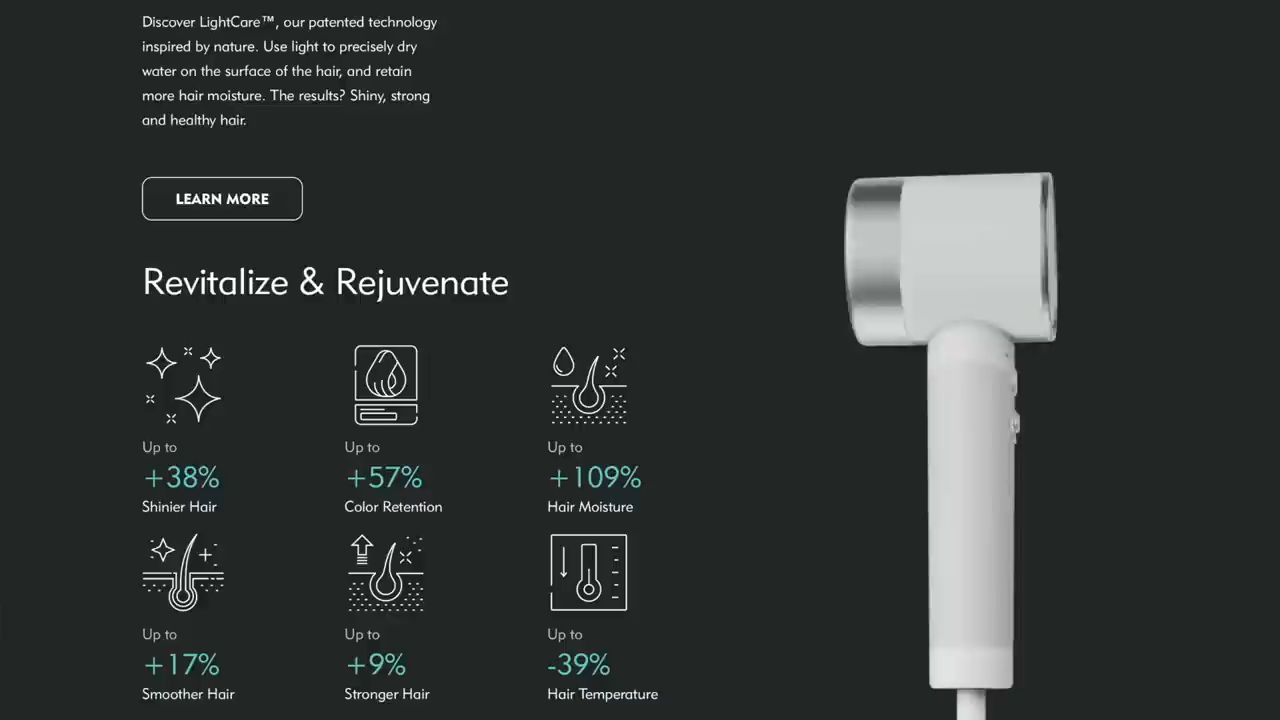 Discover LightCare™, our patented technology
inspired by nature. Use light to precisely dry
water on the surface of the hair, and retain
more hair moisture. The results? Shiny, strong
and healthy hair.
LEARN MORE
Revitalize & Rejuvenate
Up to
+38%
Shinier Hair
Up to
+57%
Color Retention
Up to
+109%
Hair Moisture
Up to
+17%
Smoother Hair
Up to
+9%
Stronger Hair
Up to
-39%
Hair Temperature